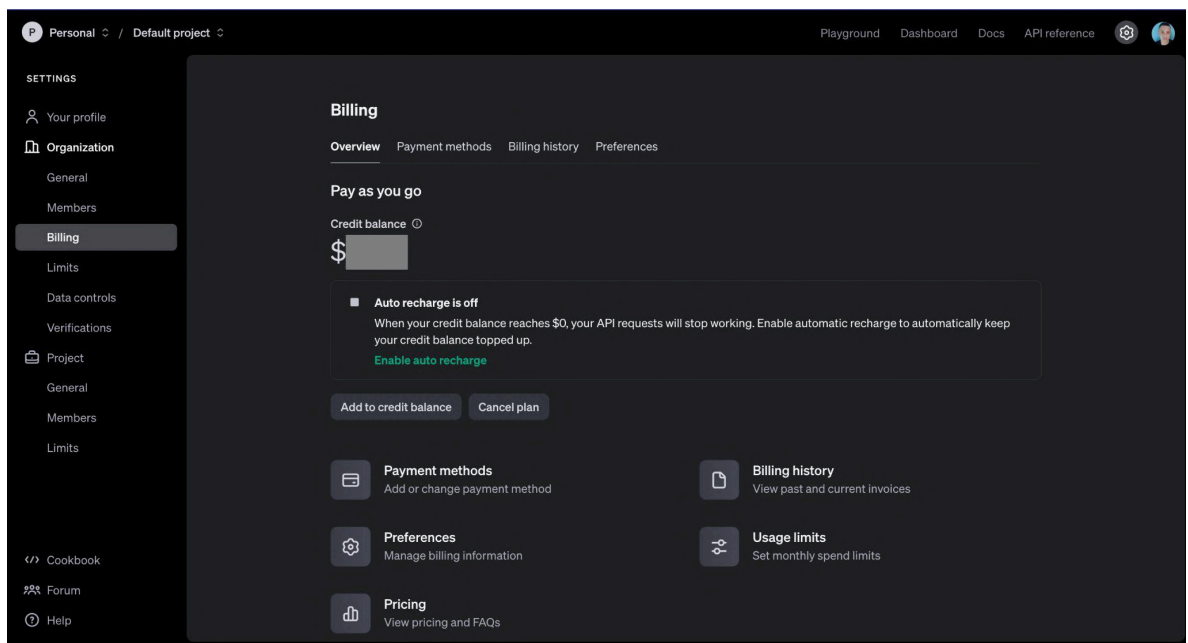 P Personal / Default project
Playground Dashboard Docs API reference
SETTINGS
Your profile
Organization
General
Members
Billing
Limits
Data controls
Verifications
Project
General
Members
Limits
Cookbook
Forum
Help
Billing
Overview Payment methods Billing history Preferences
Pay as you go
Credit balance
$
Auto recharge is off
When your credit balance reaches $0, your API requests will stop working. Enable automatic recharge to automatically keep
your credit balance topped up.
Enable auto recharge
Add to credit balance Cancel plan
Payment methods
Add or change payment method
Billing history
View past and current invoices
Preferences
Manage billing information
Usage limits
Set monthly spend limits
Pricing
View pricing and FAQs